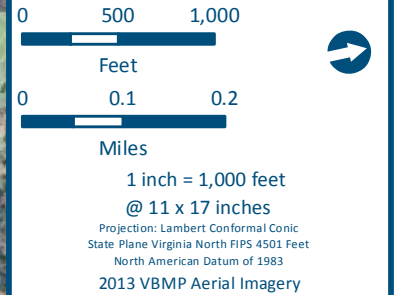 0 500 1,000
Feet
0 0.1 0.2
Miles
1 inch = 1,000 feet
@ 11 x 17 inches
Projection: Lambert Conformal Conic
State Plane Virginia North FIPS 4501 Feet
North American Datum of 1983
2013 VBMP Aerial Imagery